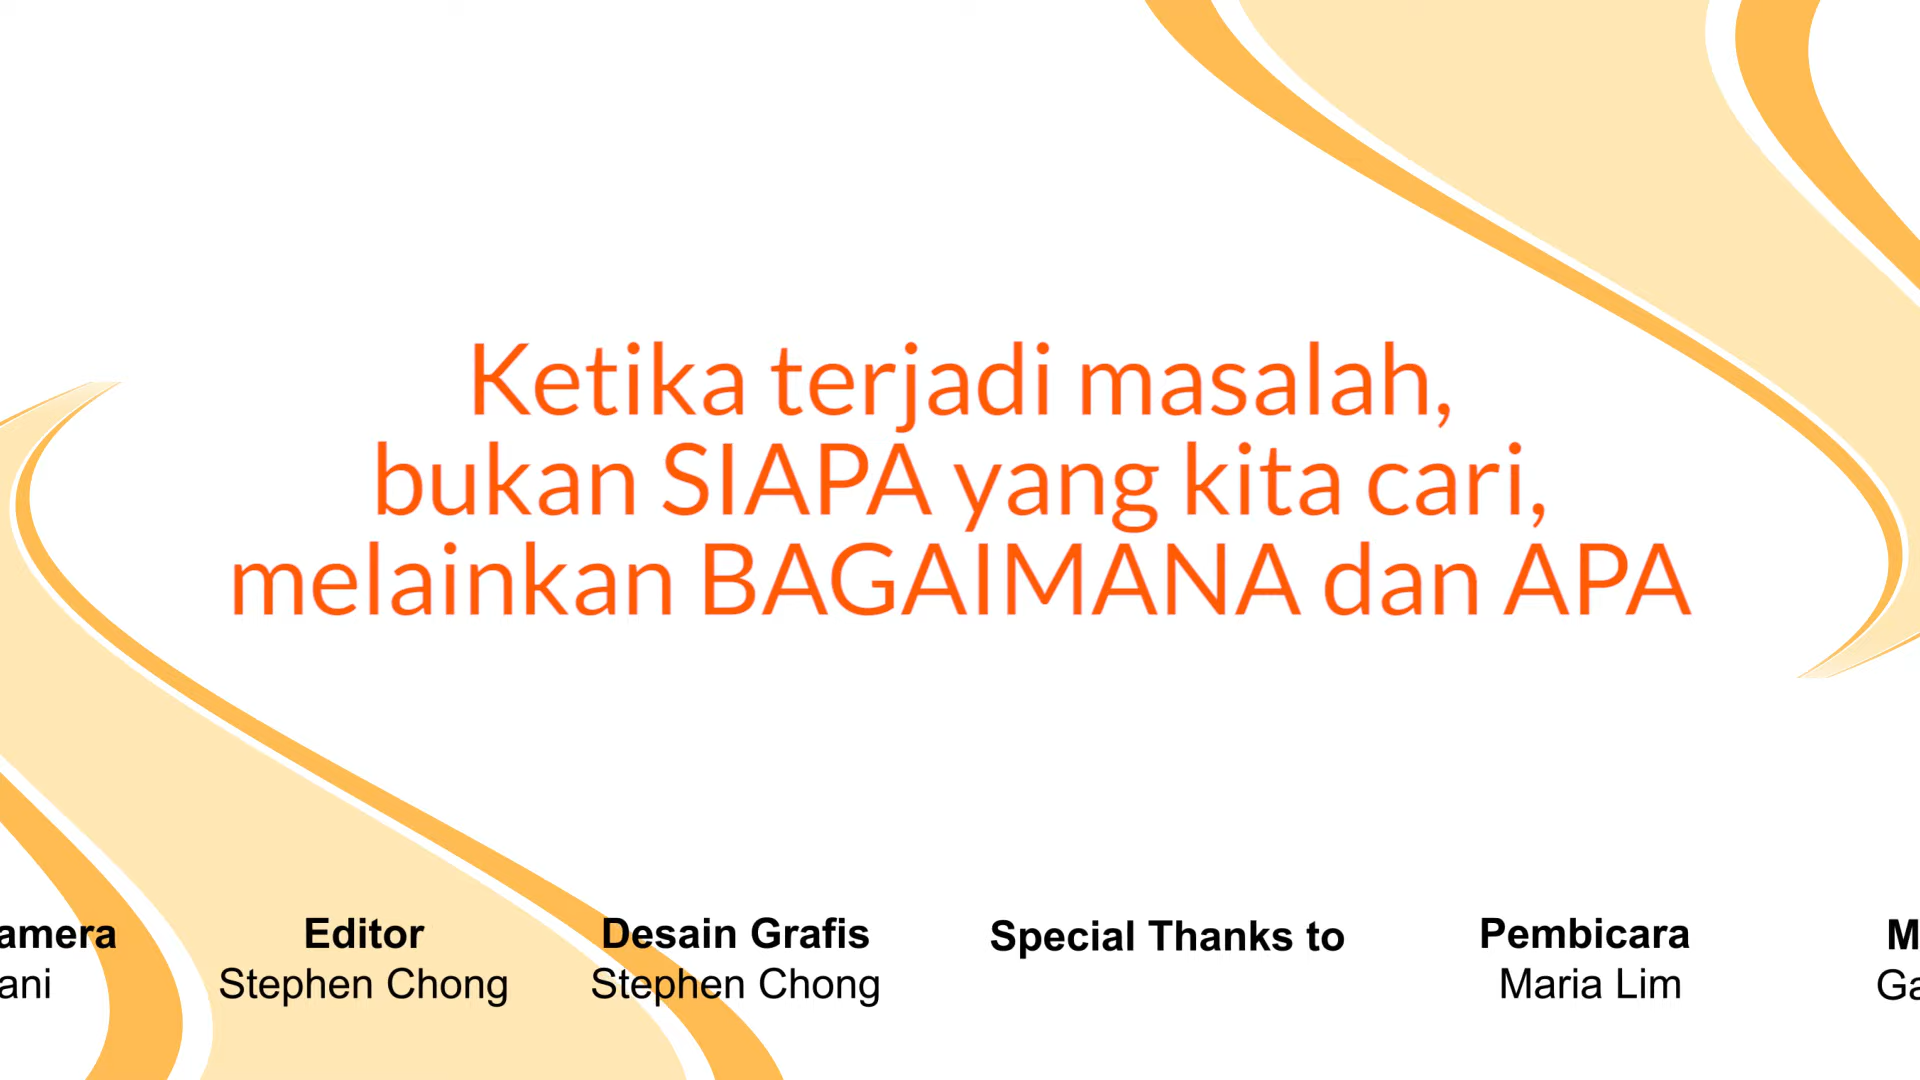 Ketika terjadi masalah,
bukan SIAPA yang kita cari,
melainkan BAGAIMANA dan APA
amera Editor Desain Grafis Special Thanks to Pembicara M
ani Stephen Chong Stephen Chong Maria Lim Ga